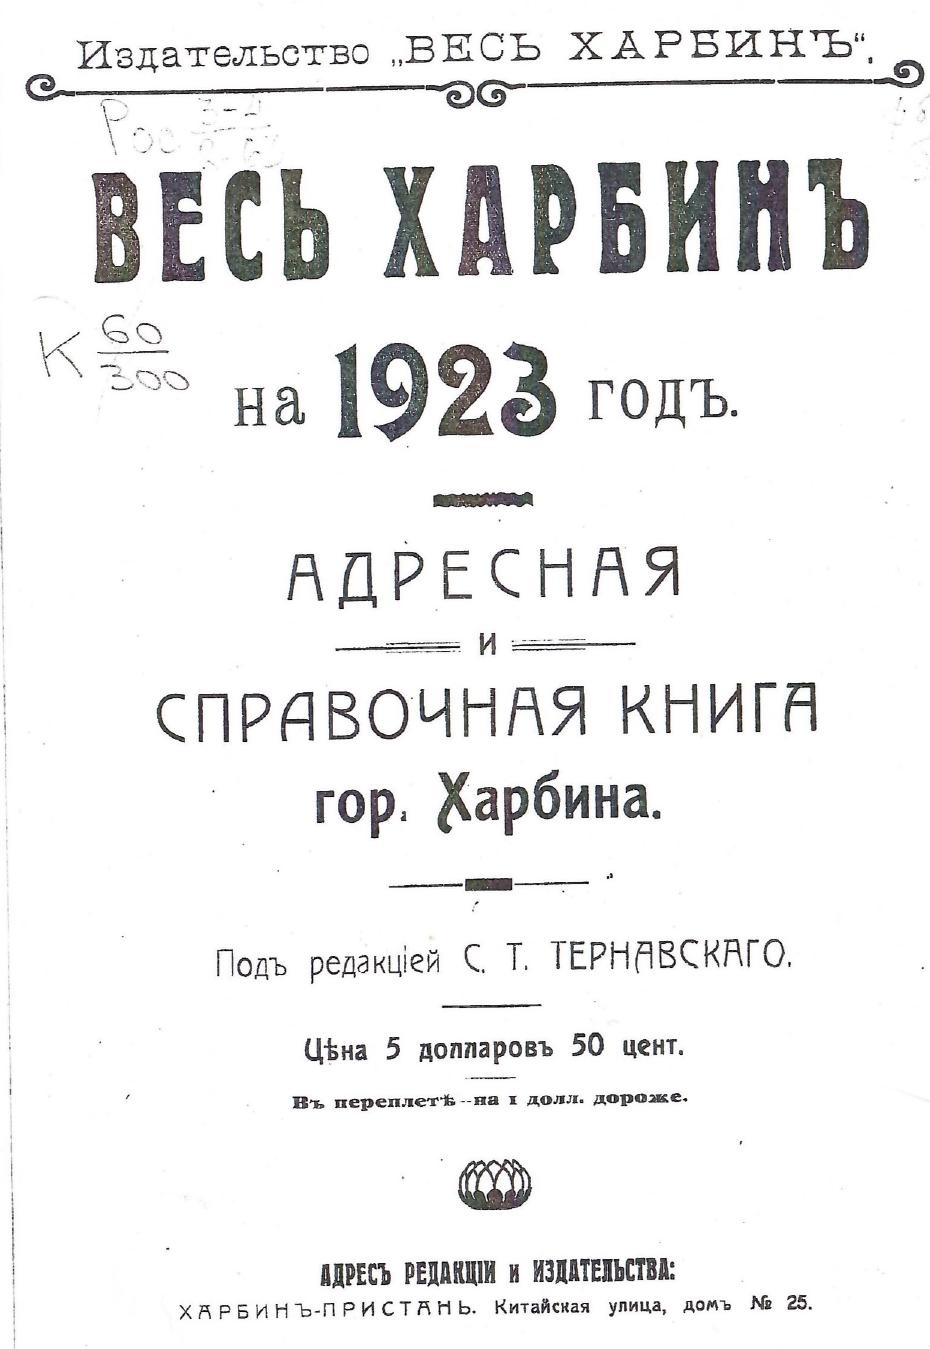 Издательство „ВЕСЬ ХАРБИНЪ“.
Рос
ВЕСЬ ХАРБИНЪ
К 60
300
на 1923 годъ.
АДРЕСНАЯ
и
СПРАВОЧНАЯ КНИГА
гор. Харбина.
Подъ редакціей С. Т. ТЕРНАВСКАГО.
Цѣна 5 долларовъ 50 цент.
Въ переплетѣ--на 1 долл. дороже.
АДРЕСЪ РЕДАКЦІИ и ИЗДАТЕЛЬСТВА:
ХАРБИНЪ-ПРИСТАНЬ. Китайская улица, домъ № 25.